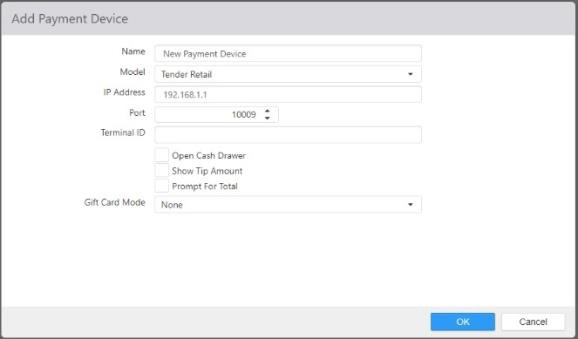 Add Payment Device
Name New Payment Device
Model Tender Retail
IP Address 192.168.1.1
Port 10009
Terminal ID
Open Cash Drawer
Show Tip Amount
Prompt For Total
Gift Card Mode None
OK Cancel